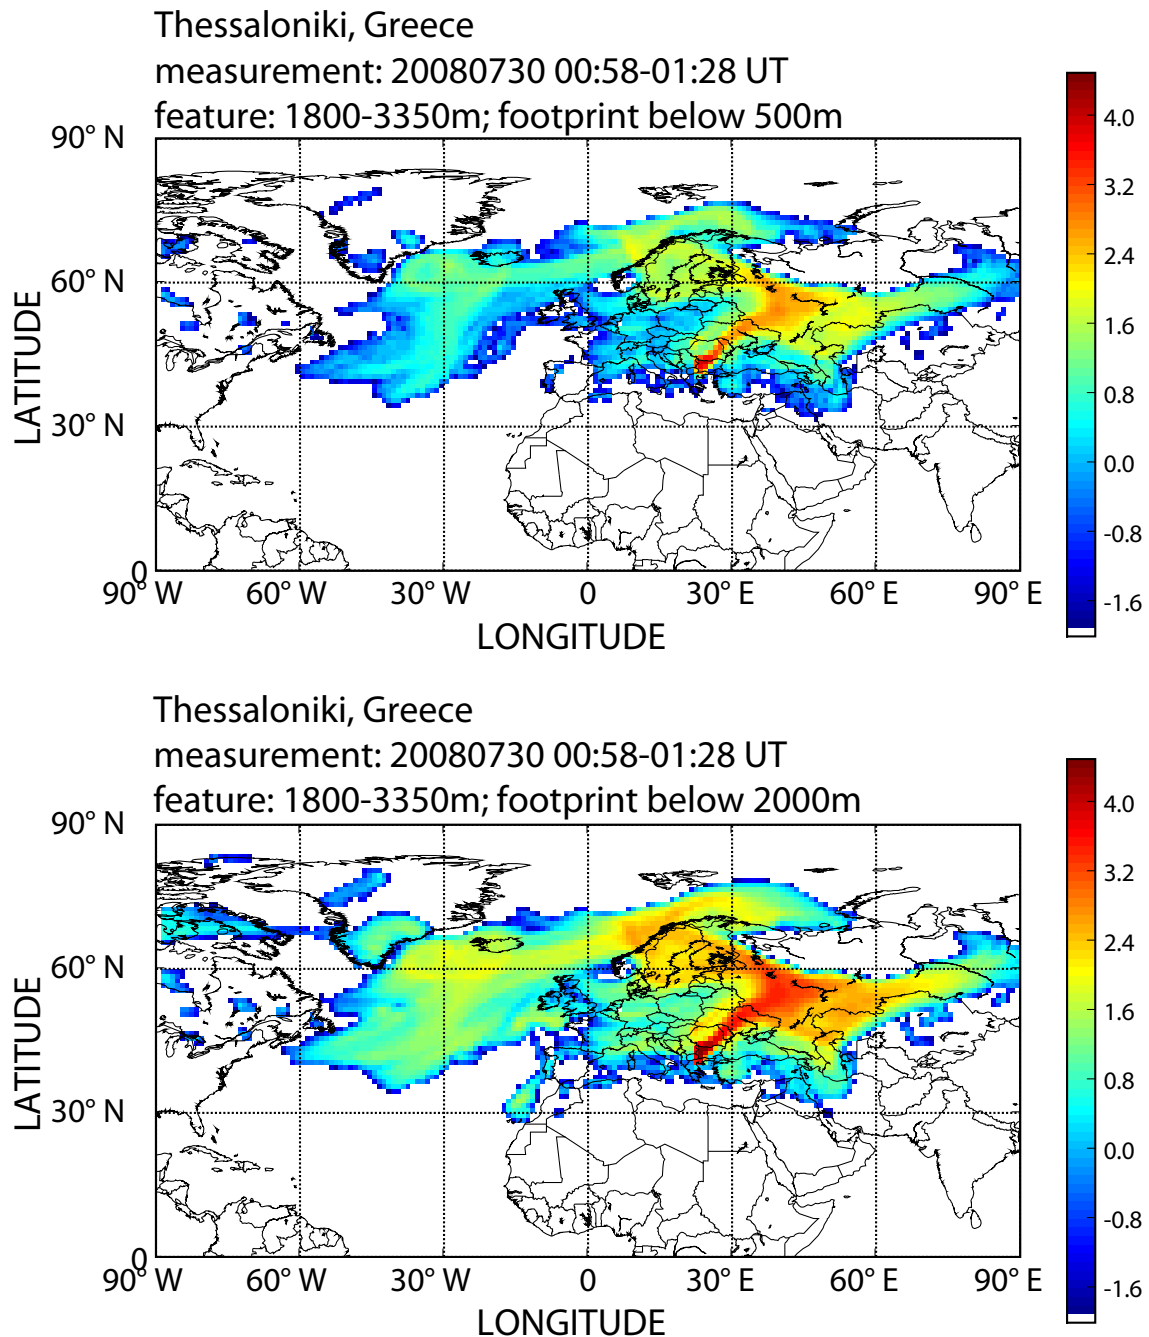 Thessaloniki, Greece
measurement: 20080730 00:58-01:28 UT
feature: 1800-3350m; footprint below 500m
90° N
60° N
30° N
0
LATITUDE
90° W 60° W 30° W 0 30° E 60° E 90° E
LONGITUDE
4.0
3.2
2.4
1.6
0.8
0.0
-0.8
-1.6
Thessaloniki, Greece
measurement: 20080730 00:58-01:28 UT
feature: 1800-3350m; footprint below 2000m
90° N
60° N
30° N
0
LATITUDE
90° W 60° W 30° W 0 30° E 60° E 90° E
LONGITUDE
4.0
3.2
2.4
1.6
0.8
0.0
-0.8
-1.6